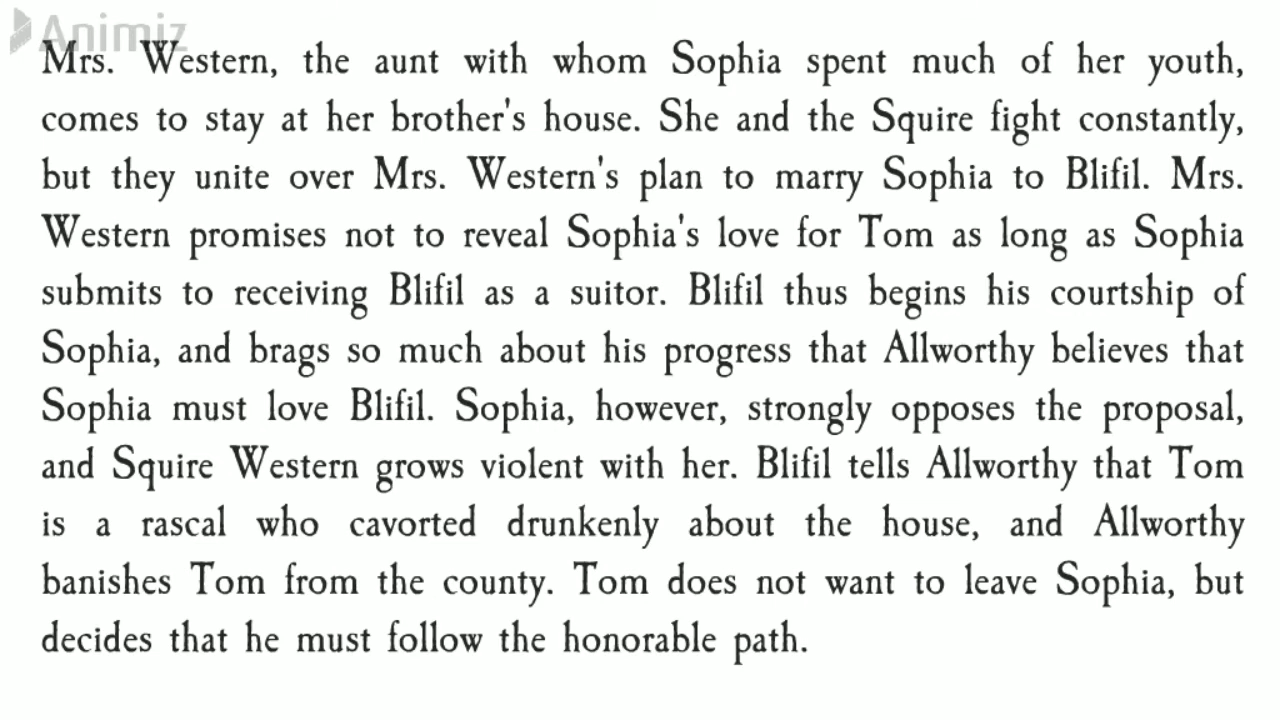 Animiz
Mrs. Western, the aunt with whom Sophia spent much of her youth,
comes to stay at her brother's house. She and the Squire fight constantly,
but they unite over Mrs. Western's plan to marry Sophia to Blifil. Mrs.
Western promises not to reveal Sophia's love for Tom as long as Sophia
submits to receiving Blifil as a suitor. Blifil thus begins his courtship of
Sophia, and brags so much about his progress that Allworthy believes that
Sophia must love Blifil. Sophia, however, strongly opposes the proposal,
and Squire Western grows violent with her. Blifil tells Allworthy that Tom
is a rascal who cavorted drunkenly about the house, and Allworthy
banishes Tom from the county. Tom does not want to leave Sophia, but
decides that he must follow the honorable path.